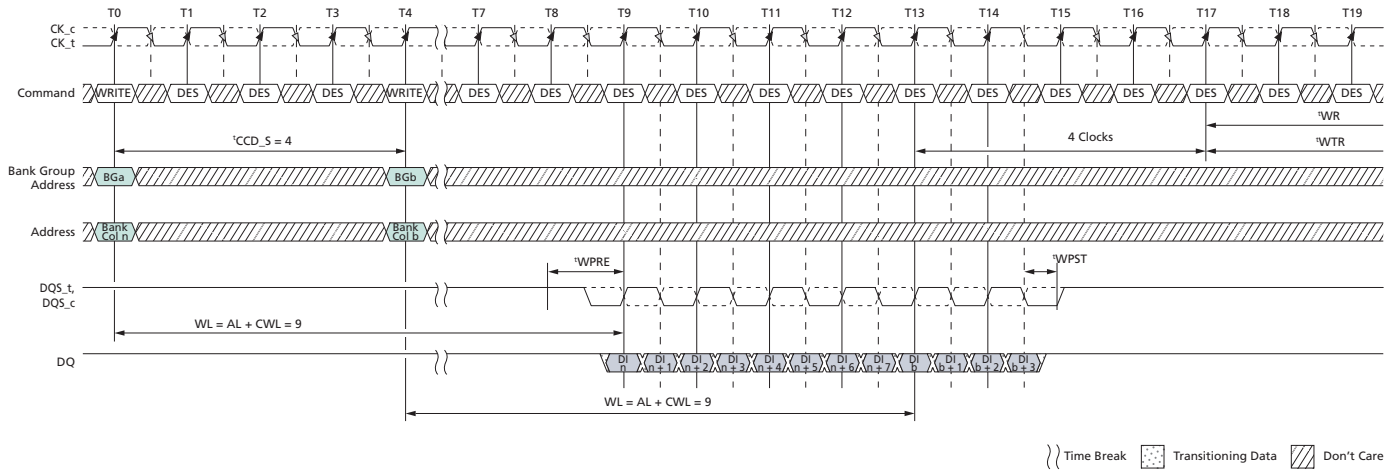 T0 T1 T2 T3 T4 T7 T8 T9 T10 T11 T12 T13 T14 T15 T16 T17 T18 T19
CK_c
CK_t
Command WRITE DES DES DES WRITE DES DES DES DES DES DES DES DES DES DES DES DES DES
tWR
tCCD_S = 4 4 Clocks tWTR
Bank Group
Address BGa BGb
Address Bank
Col n Bank
Col b
tWPRE tWPST
DQS_t,
DQS_c
WL = AL + CWL = 9
DQ DI
n DI
n + 1 DI
n + 2 DI
n + 3 DI
n + 4 DI
n + 5 DI
n + 6 DI
n + 7 DI
b DI
b + 1 DI
b + 2 DI
b + 3
WL = AL + CWL = 9
Time Break Transitioning Data Don't Care